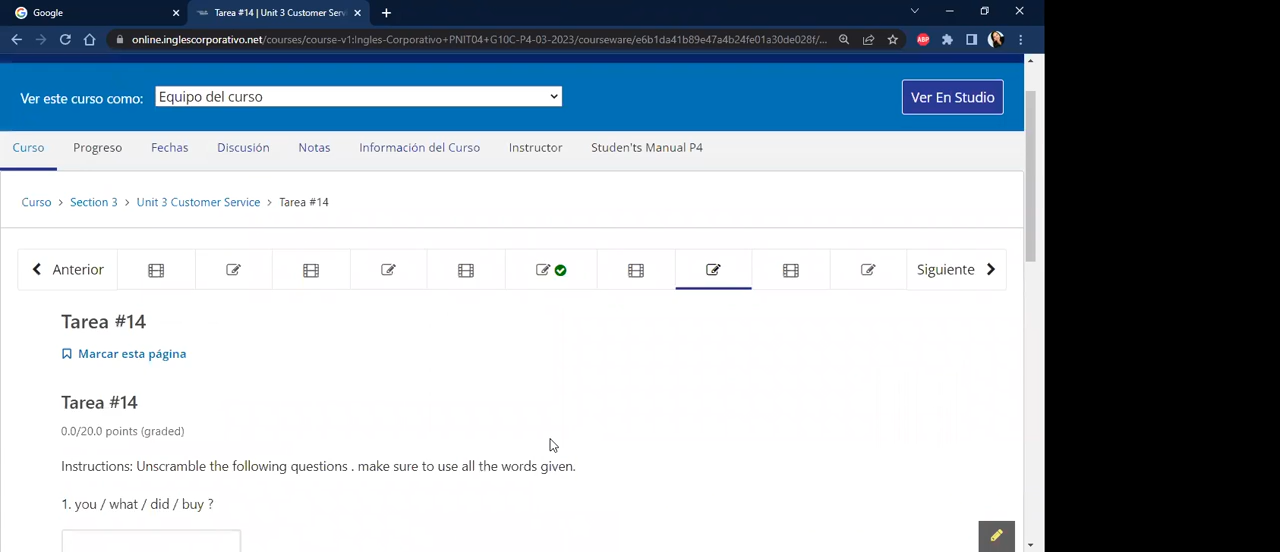 Google
Tarea #14 | Unit 3 Customer Servi
online.inglescorporativo.net/courses/course-v1:Ingles-Corporativo+PNIT04+G10C-P4-03-2023/courseware/e6b1da41b89e47a4b24fe01a30de028f/...
ABP
Ver este curso como:
Equipo del curso
Ver En Studio
Curso
Progreso
Fechas
Discusión
Notas
Información del Curso
Instructor
Studen'ts Manual P4
Curso > Section 3 > Unit 3 Customer Service > Tarea #14
Anterior
Siguiente
Tarea #14
Marcar esta página
Tarea #14
0.0/20.0 points (graded)
Instructions: Unscramble the following questions . make sure to use all the words given.
1. you / what / did / buy ?